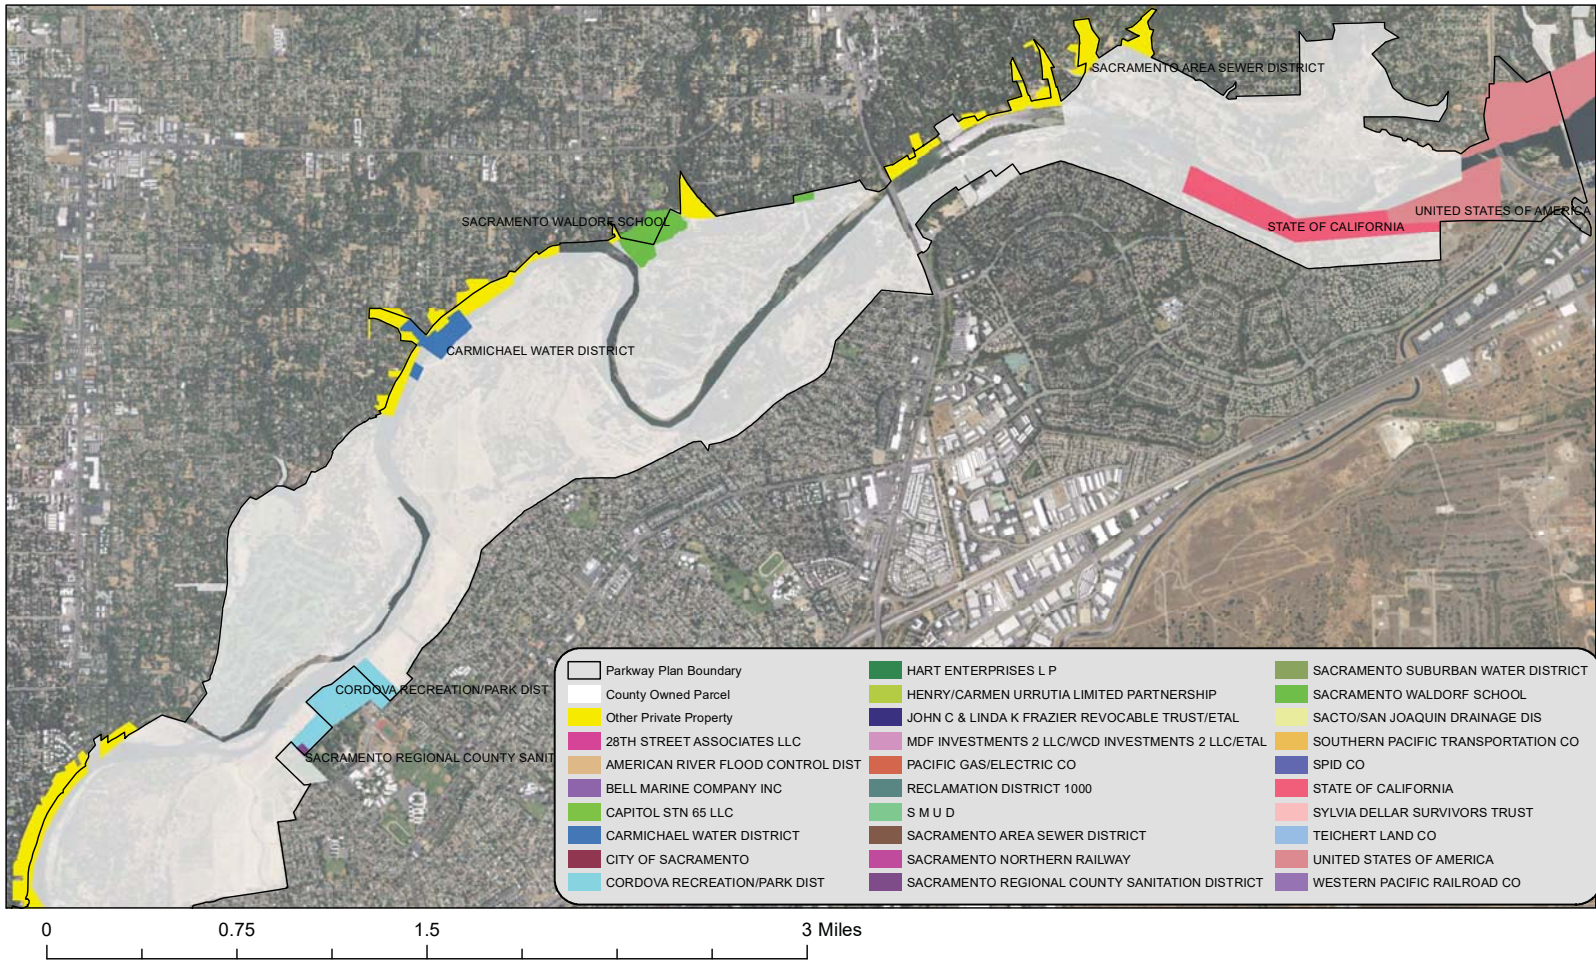 SACRAMENTO AREA SEWER DISTRICT
UNITED STATES OF AMERICA
SACRAMENTO WALDORF SCHOOL
STATE OF CALIFORNIA
CARMICHAEL WATER DISTRICT
CORDOVA RECREATION/PARK DIST
SACRAMENTO REGIONAL COUNTY SANIT
Parkway Plan Boundary
County Owned Parcel
Other Private Property
28TH STREET ASSOCIATES LLC
AMERICAN RIVER FLOOD CONTROL DIST
BELL MARINE COMPANY INC
CAPITOL STN 65 LLC
CARMICHAEL WATER DISTRICT
CITY OF SACRAMENTO
CORDOVA RECREATION/PARK DIST
HART ENTERPRISES L P
HENRY/CARMEN URRUTIA LIMITED PARTNERSHIP
JOHN C & LINDA K FRAZIER REVOCABLE TRUST/ETAL
MDF INVESTMENTS 2 LLC/WCD INVESTMENTS 2 LLC/ETAL
PACIFIC GAS/ELECTRIC CO
RECLAMATION DISTRICT 1000
S M U D
SACRAMENTO AREA SEWER DISTRICT
SACRAMENTO NORTHERN RAILWAY
SACRAMENTO REGIONAL COUNTY SANITATION DISTRICT
SACRAMENTO SUBURBAN WATER DISTRICT
SACRAMENTO WALDORF SCHOOL
SACTO/SAN JOAQUIN DRAINAGE DIS
SOUTHERN PACIFIC TRANSPORTATION CO
SPID CO
STATE OF CALIFORNIA
SYLVIA DELLAR SURVIVORS TRUST
TEICHERT LAND CO
UNITED STATES OF AMERICA
WESTERN PACIFIC RAILROAD CO
0 0.75 1.5 3 Miles